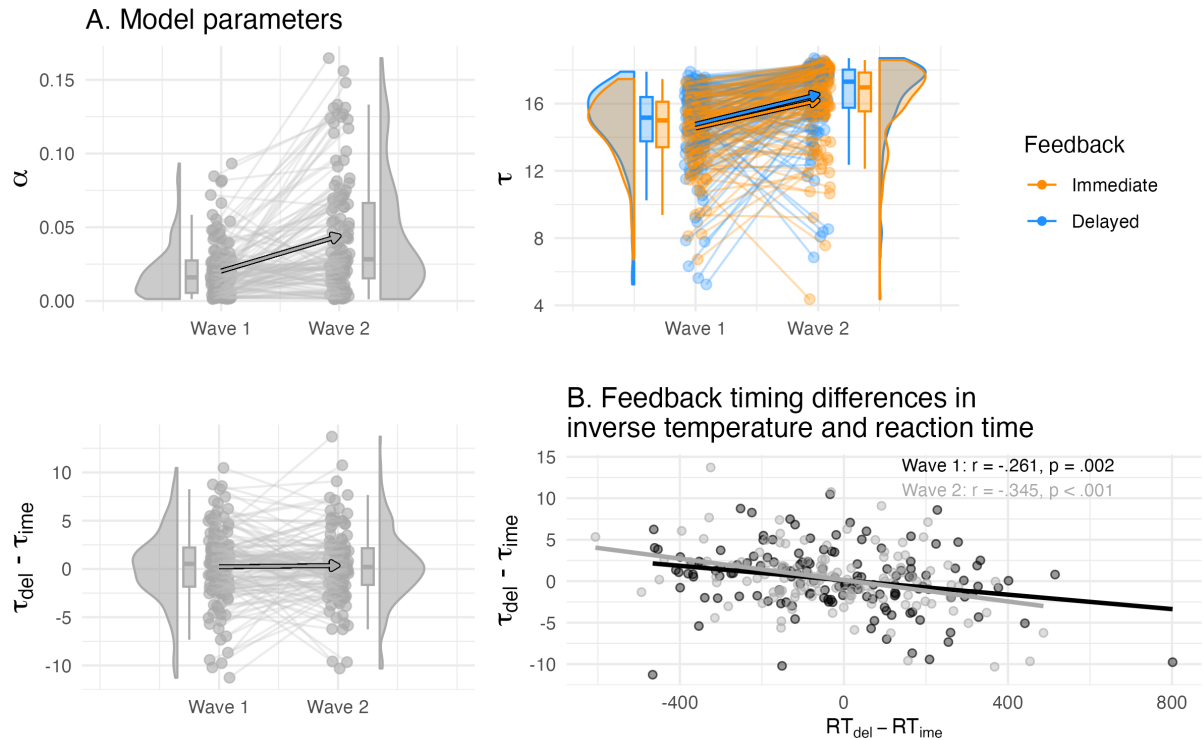 A. Model parameters
α
0.15
0.10
0.05
0.00
Wave 1
Wave 2
τ
16
12
8
4
Wave 1
Wave 2
Feedback
Immediate
Delayed
τdel - τime
10
5
0
-5
-10
Wave 1
Wave 2
B. Feedback timing differences in
inverse temperature and reaction time
Wave 1: r = -.261, p = .002
Wave 2: r = -.345, p < .001
τdel - τime
15
10
5
0
-5
-10
-400
0
400
800
RTdel – RTime